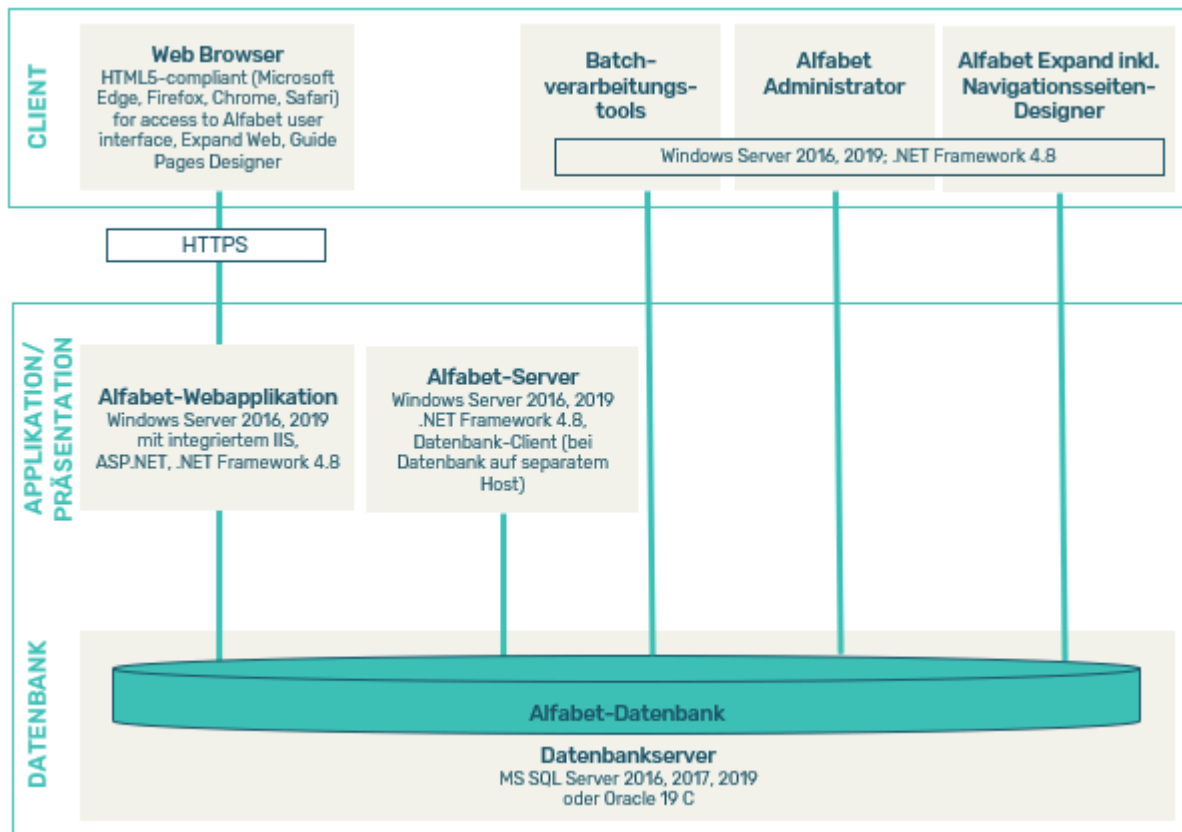 CLIENT
Web Browser
HTML5-compliant (Microsoft
Edge, Firefox, Chrome, Safari)
for access to Alfabet user
interface, Expand Web, Guide
Pages Designer
Batch-
verarbeitungs-
tools
Alfabet
Administrator
Alfabet Expand inkl.
Navigationsseiten-
Designer
Windows Server 2016, 2019; .NET Framework 4.8
HTTPS
APPLIKATION/
PRÄSENTATION
Alfabet-Webapplikation
Windows Server 2016, 2019
mit integriertem IIS,
ASP.NET, .NET Framework 4.8
Alfabet-Server
Windows Server 2016, 2019
.NET Framework 4.8,
Datenbank-Client (bei
Datenbank auf separatem
Host)
DATENBANK
Alfabet-Datenbank
Datenbankserver
MS SQL Server 2016, 2017, 2019
oder Oracle 19 C